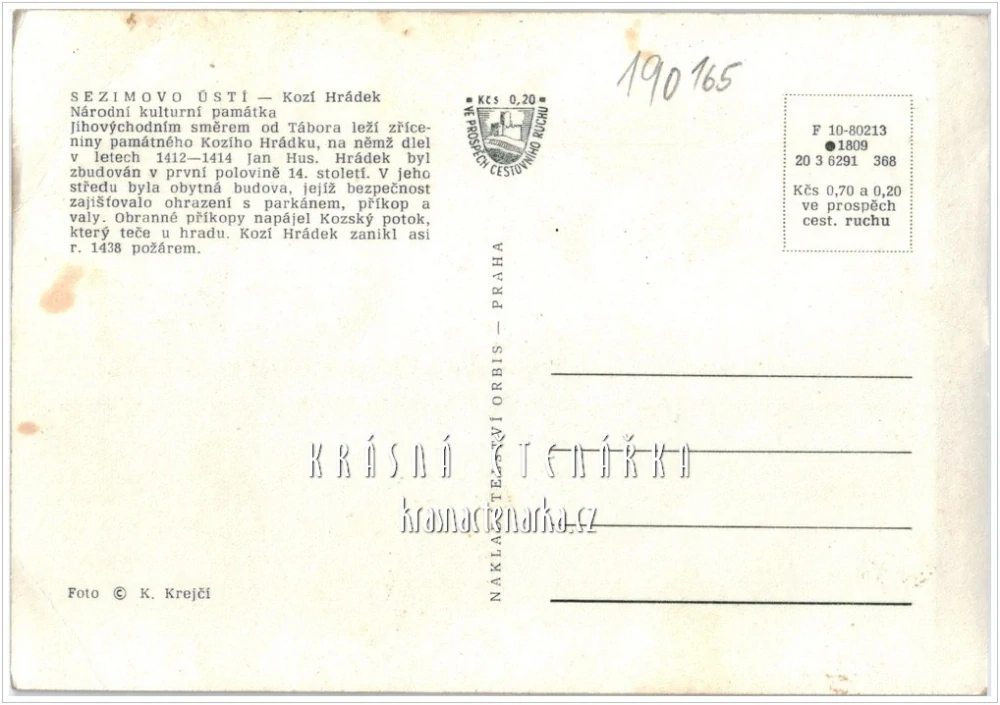 SEZIMOVO ÚSTÍ — Kozí Hrádek
Národní kulturní památka
Jihovýchodním směrem od Tábora leží zříce-
niny památného Kozího Hrádku, na němž dlel
v letech 1412—1414 Jan Hus. Hrádek byl
zbudován v první polovině 14. století. V jeho
středu byla obytná budova, jejíž bezpečnost
zajišťovalo ohrazení s parkánem, příkop a
valy. Obranné příkopy napájel Kozský potok,
který teče u hradu. Kozí Hrádek zanikl asi
r. 1438 požárem.
Foto © K. Krejčí
Kčs 0,20
VE PROSPĚCH CESTOVNÍHO RUCHU
NAKLADATELSTVÍ ORBIS — PRAHA
190165
F 10-80213
●1809
20 3 6291 368
Kčs 0,70 a 0,20
ve prospěch
cest. ruchu
KRÁSNÁ ČTENÁŘKA
krasnactenarka.cz